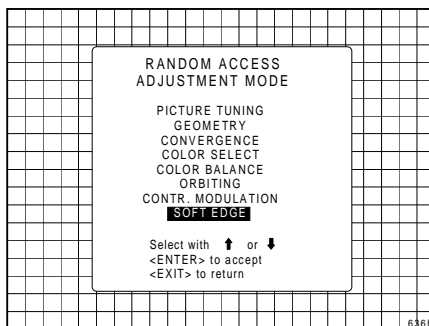 RANDOM ACCESS
ADJUSTMENT MODE
PICTURE TUNING
GEOMETRY
CONVERGENCE
COLOR SELECT
COLOR BALANCE
ORBITING
CONTR. MODULATION
SOFT EDGE
Select with ⬆ or ⬇
<ENTER> to accept
<EXIT> to return